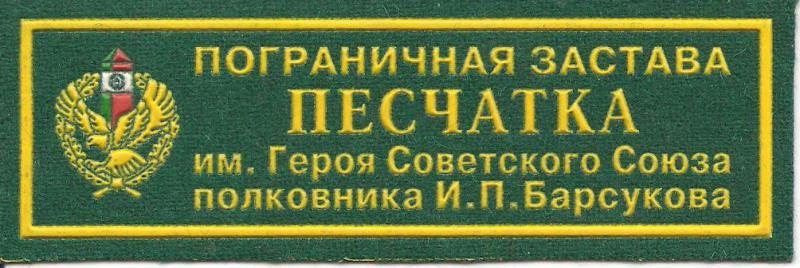 ПОГРАНИЧНАЯ ЗАСТАВА
ПЕСЧАТКА
им. Героя Советского Союза
полковника И.П.Барсукова